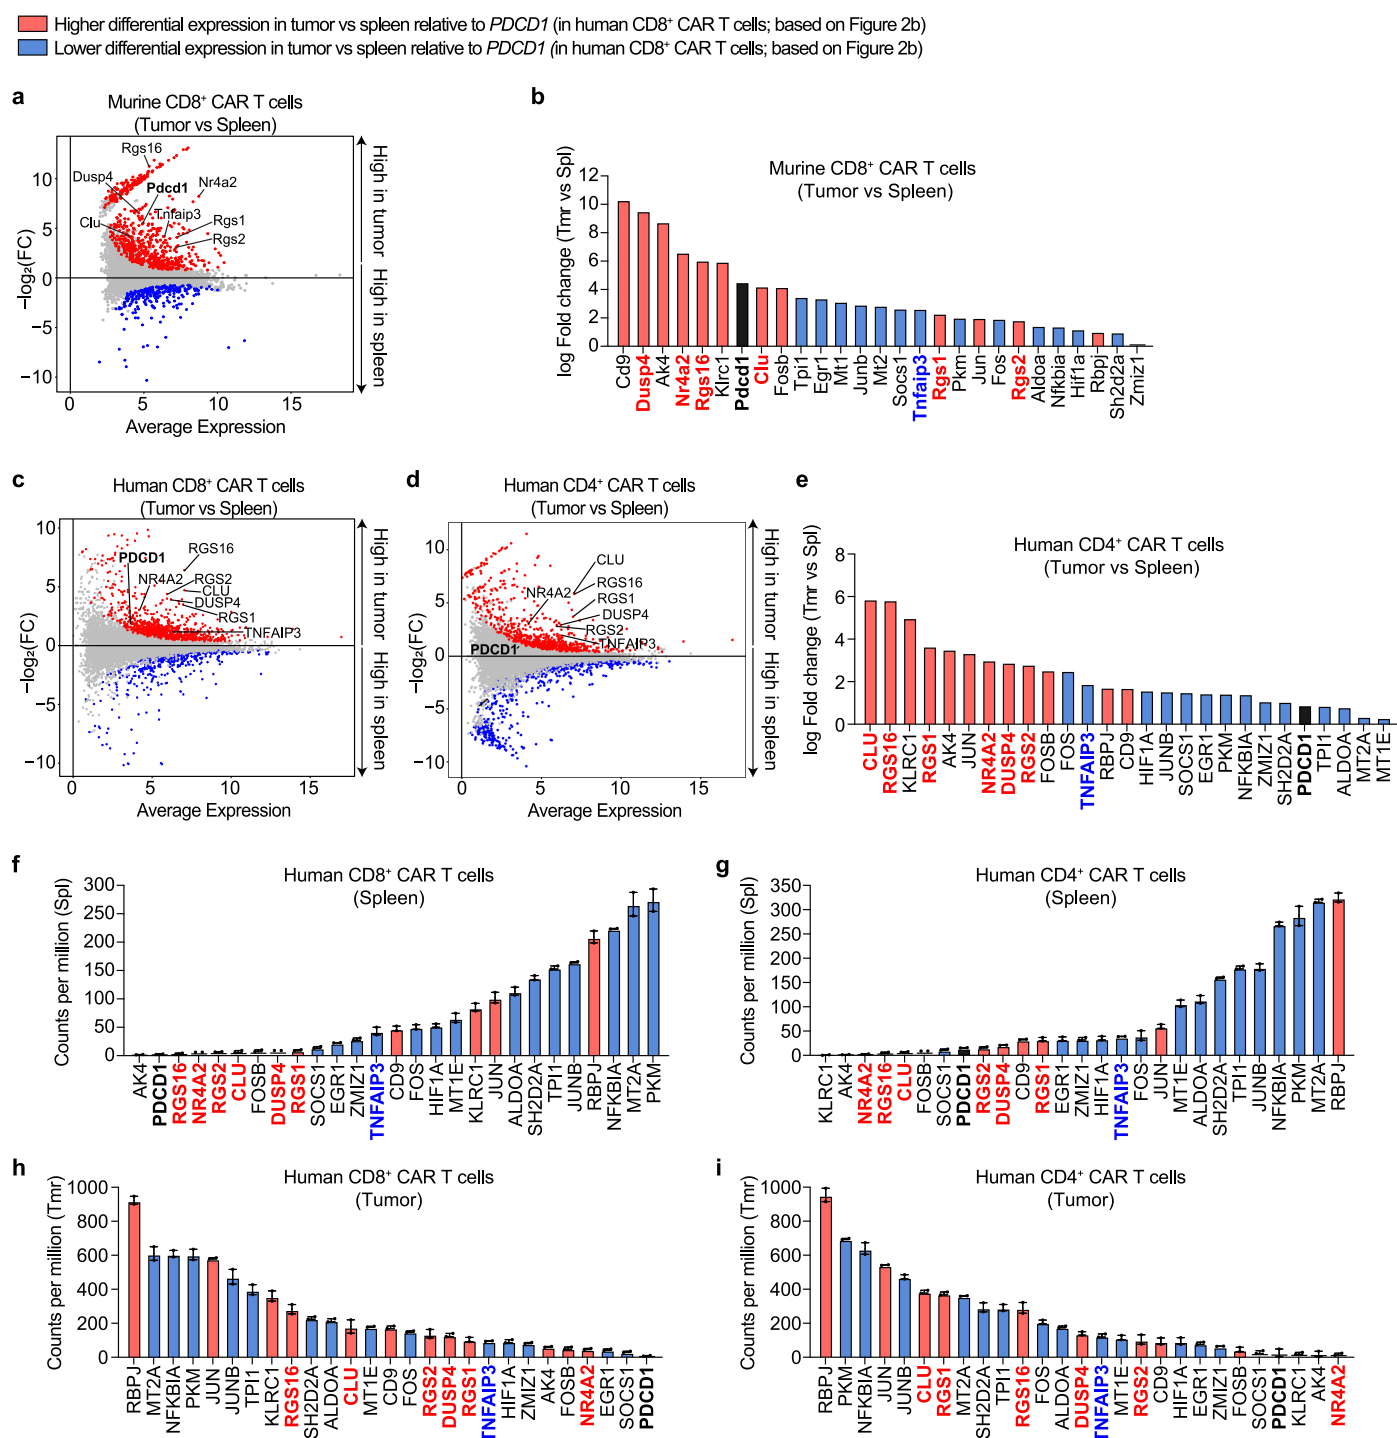 Higher differential expression in tumor vs spleen relative to PDCD1 (in human CD8⁺ CAR T cells; based on Figure 2b)
Lower differential expression in tumor vs spleen relative to PDCD1 (in human CD8⁺ CAR T cells; based on Figure 2b)
a
Murine CD8⁺ CAR T cells
(Tumor vs Spleen)
−log₂(FC)
10
5
0
−5
−10
Rgs16
Dusp4
Pdcd1
Nr4a2
Clu
Tnfaip3
Rgs1
Rgs2
High in tumor
High in spleen
0 5 10 15
Average Expression
b
Murine CD8⁺ CAR T cells
(Tumor vs Spleen)
log Fold change (Tmr vs Spl)
12
10
8
6
4
2
0
Cd9
Dusp4
Ak4
Nr4a2
Rgs16
Klrc1
Pdcd1
Clu
Fosb
Tpi1
Egr1
Mt1
Junb
Mt2
Socs1
Tnfaip3
Rgs1
Pkm
Jun
Fos
Rgs2
Aldoa
Nfkbia
Hif1a
Rbpj
Sh2d2a
Zmiz1
c
Human CD8⁺ CAR T cells
(Tumor vs Spleen)
−log₂(FC)
10
5
0
−5
−10
PDCD1
RGS16
NR4A2
RGS2
CLU
DUSP4
RGS1
TNFAIP3
High in tumor
High in spleen
0 5 10 15
Average Expression
d
Human CD4⁺ CAR T cells
(Tumor vs Spleen)
−log₂(FC)
10
5
0
−5
−10
CLU
NR4A2
RGS16
RGS1
DUSP4
RGS2
TNFAIP3
PDCD1
High in tumor
High in spleen
0 5 10 15
Average Expression
e
Human CD4⁺ CAR T cells
(Tumor vs Spleen)
log Fold change (Tmr vs Spl)
8
6
4
2
0
CLU
RGS16
KLRC1
RGS1
AK4
JUN
NR4A2
DUSP4
RGS2
FOSB
FOS
TNFAIP3
RBPJ
CD9
HIF1A
JUNB
SOCS1
EGR1
PKM
NFKBIA
ZMIZ1
SH2D2A
PDCD1
TPI1
ALDOA
MT2A
MT1E
f
Human CD8⁺ CAR T cells
(Spleen)
Counts per million (Spl)
300
250
200
150
100
50
0
AK4
PDCD1
RGS16
NR4A2
RGS2
CLU
FOSB
DUSP4
RGS1
SOCS1
EGR1
ZMIZ1
TNFAIP3
CD9
FOS
HIF1A
MT1E
KLRC1
JUN
ALDOA
SH2D2A
TPI1
JUNB
RBPJ
NFKBIA
MT2A
PKM
g
Human CD4⁺ CAR T cells
(Spleen)
Counts per million (Spl)
350
300
250
200
150
100
50
0
KLRC1
AK4
NR4A2
RGS16
CLU
FOSB
SOCS1
PDCD1
RGS2
DUSP4
CD9
RGS1
EGR1
ZMIZ1
HIF1A
TNFAIP3
FOS
JUN
MT1E
ALDOA
SH2D2A
TPI1
JUNB
NFKBIA
PKM
MT2A
RBPJ
h
Human CD8⁺ CAR T cells
(Tumor)
Counts per million (Tmr)
1000
800
600
400
200
0
RBPJ
MT2A
NFKBIA
PKM
JUN
JUNB
TPI1
KLRC1
RGS16
SH2D2A
ALDOA
CLU
MT1E
CD9
FOS
RGS2
DUSP4
RGS1
TNFAIP3
HIF1A
ZMIZ1
AK4
FOSB
NR4A2
EGR1
SOCS1
PDCD1
i
Human CD4⁺ CAR T cells
(Tumor)
Counts per million (Tmr)
1000
800
600
400
200
0
RBPJ
PKM
NFKBIA
JUN
JUNB
CLU
RGS1
MT2A
SH2D2A
TPI1
RGS16
FOS
ALDOA
DUSP4
TNFAIP3
MT1E
RGS2
CD9
HIF1A
EGR1
ZMIZ1
FOSB
SOCS1
PDCD1
KLRC1
AK4
NR4A2